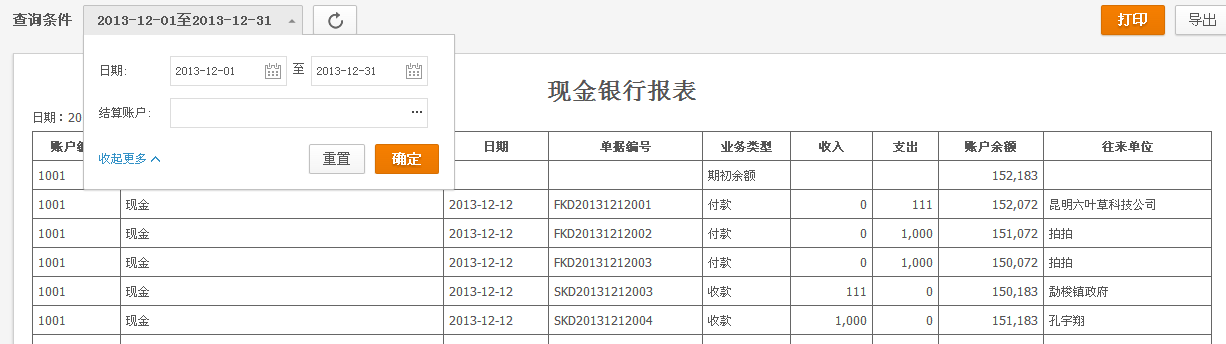 查询条件 2013-12-01至2013-12-31 打印 导出
日期: 2013-12-01 至 2013-12-31
结算账户: ...
收起更多 重置 确定
现金银行报表
日期：20
账户 日期 单据编号 业务类型 收入 支出 账户余额 往来单位
1001 期初余额 152,183
1001 现金 2013-12-12 FKD20131212001 付款 0 111 152,072 昆明六叶草科技公司
1001 现金 2013-12-12 FKD20131212002 付款 0 1,000 151,072 拍拍
1001 现金 2013-12-12 FKD20131212003 付款 0 1,000 150,072 拍拍
1001 现金 2013-12-12 SKD20131212003 收款 111 0 150,183 勐梭镇政府
1001 现金 2013-12-12 SKD20131212004 收款 1,000 0 151,183 孔宇翔